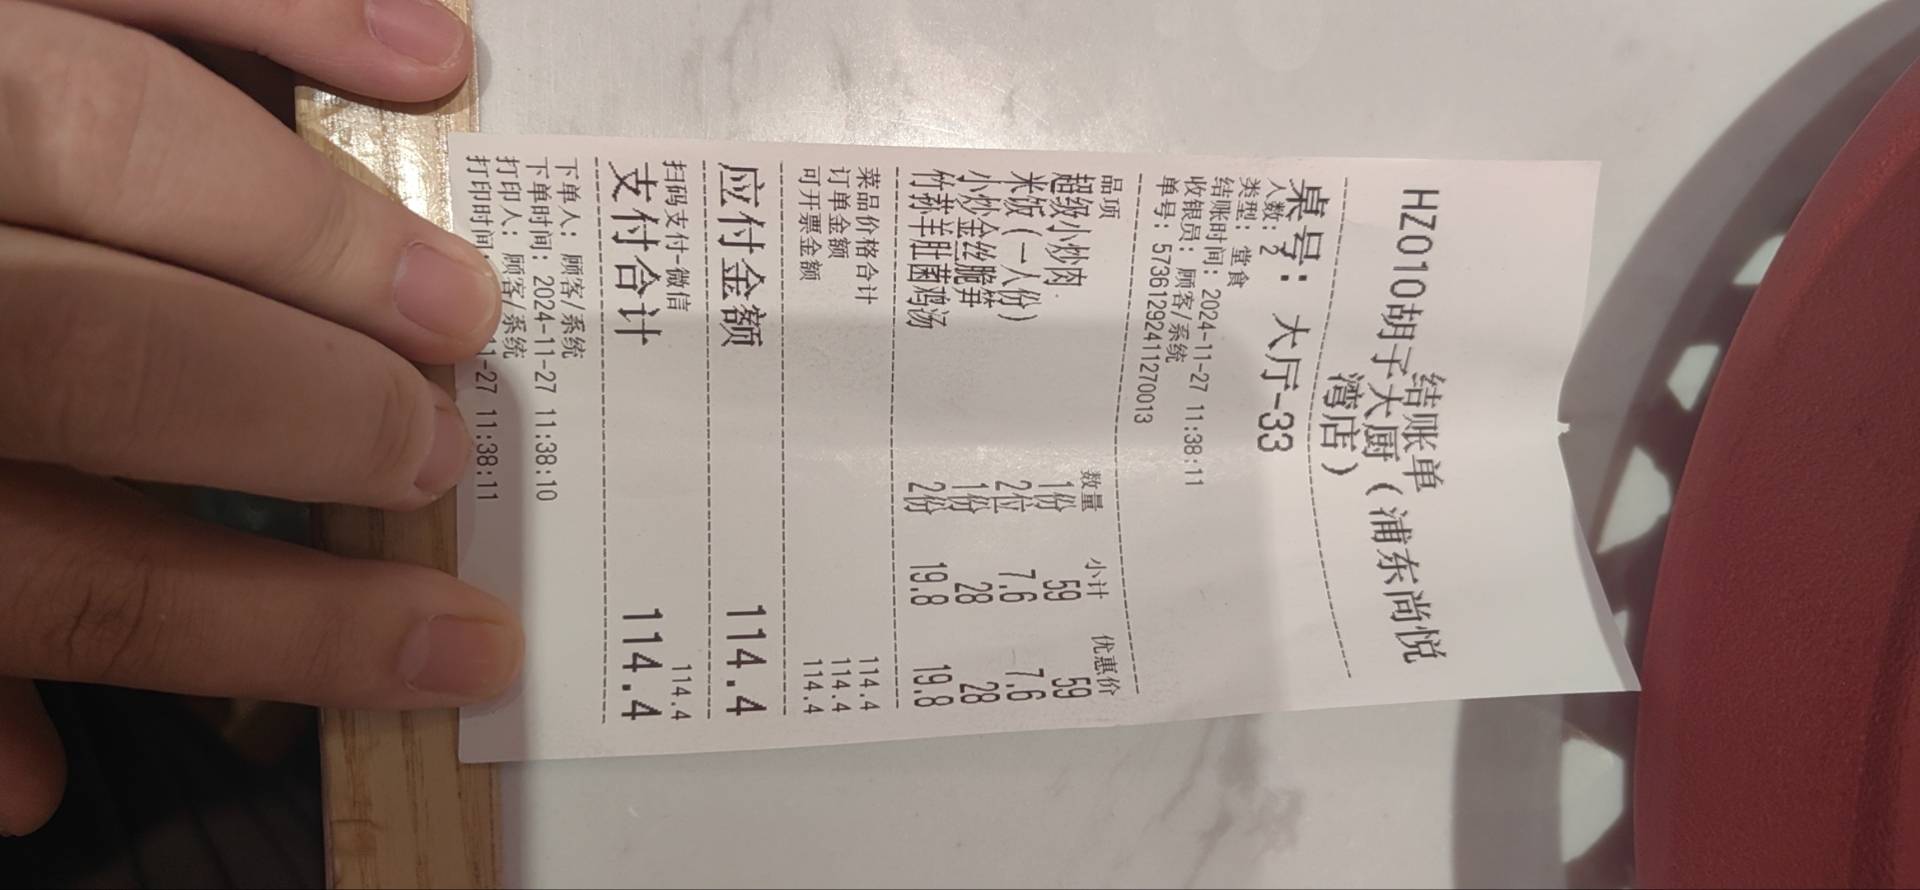 结账单
HZ010胡子大厨（浦东尚悦
湾店）
桌号：大厅-33
人数：2
类型：堂食
结账时间：2024-11-27 11:38:11
收银员：顾客/系统
单号：57361292411270013
品项 数量 小计 优惠价
超级小炒肉 1份 59 59
米饭（一人份） 2位 7.6 7.6
小炒金丝脆笋 1份 28 28
竹荪羊肚菌鸡汤 2份 19.8 19.8
菜品价格合计 114.4
订单金额 114.4
可开票金额 114.4
应付金额 114.4
扫码支付-微信 114.4
支付合计 114.4
下单人：顾客/系统
下单时间：2024-11-27 11:38:10
打印人：顾客/系统
打印时间：11-27 11:38:11